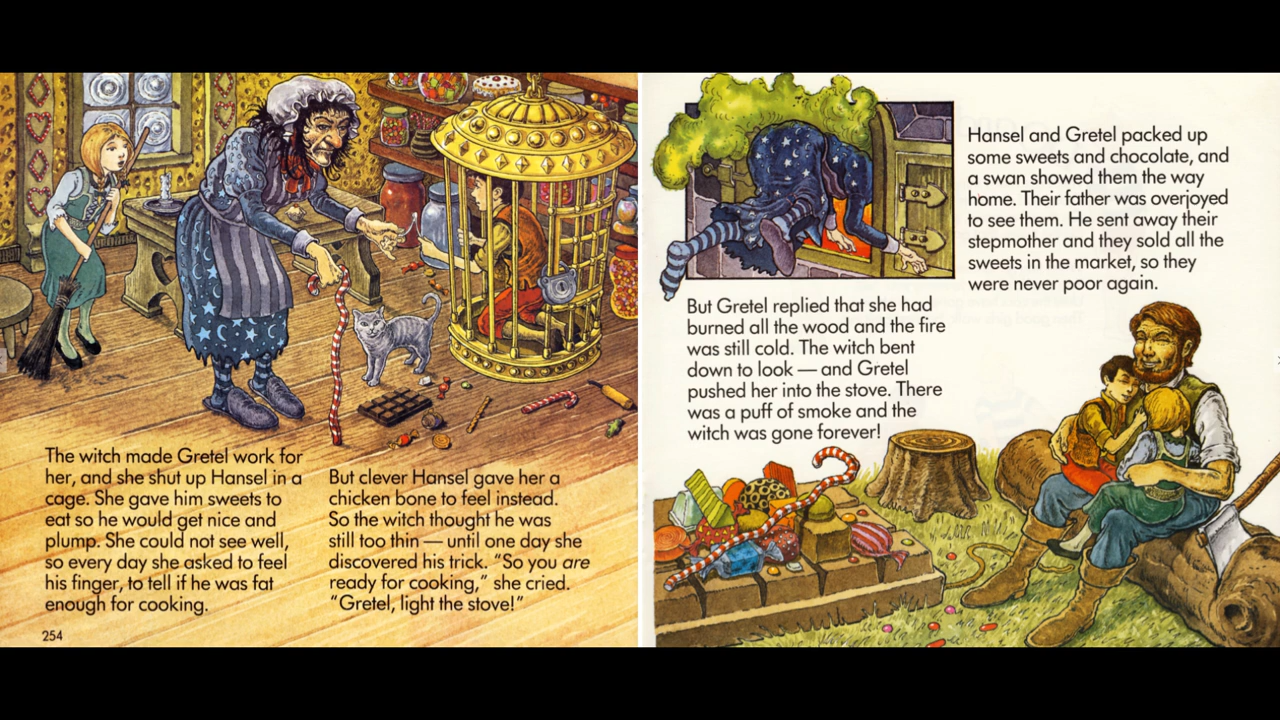 The witch made Gretel work for
her, and she shut up Hansel in a
cage. She gave him sweets to
eat so he would get nice and
plump. She could not see well,
so every day she asked to feel
his finger, to tell if he was fat
enough for cooking.
But clever Hansel gave her a
chicken bone to feel instead.
So the witch thought he was
still too thin — until one day she
discovered his trick. “So you are
ready for cooking,” she cried.
“Gretel, light the stove!”
254
But Gretel replied that she had
burned all the wood and the fire
was still cold. The witch bent
down to look — and Gretel
pushed her into the stove. There
was a puff of smoke and the
witch was gone forever!
Hansel and Gretel packed up
some sweets and chocolate, and
a swan showed them the way
home. Their father was overjoyed
to see them. He sent away their
stepmother and they sold all the
sweets in the market, so they
were never poor again.